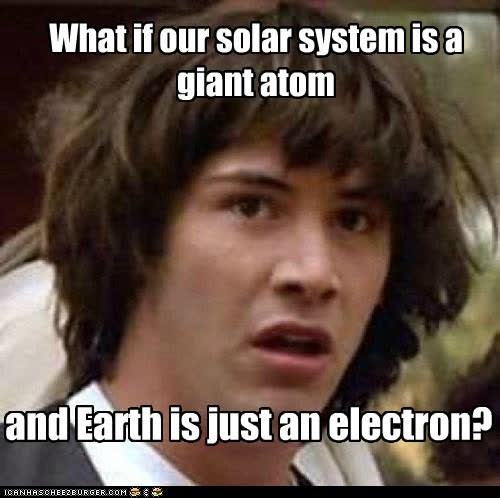 What if our solar system is a
giant atom
and Earth is just an electron?
ICANHASCHEEZBURGER.COM